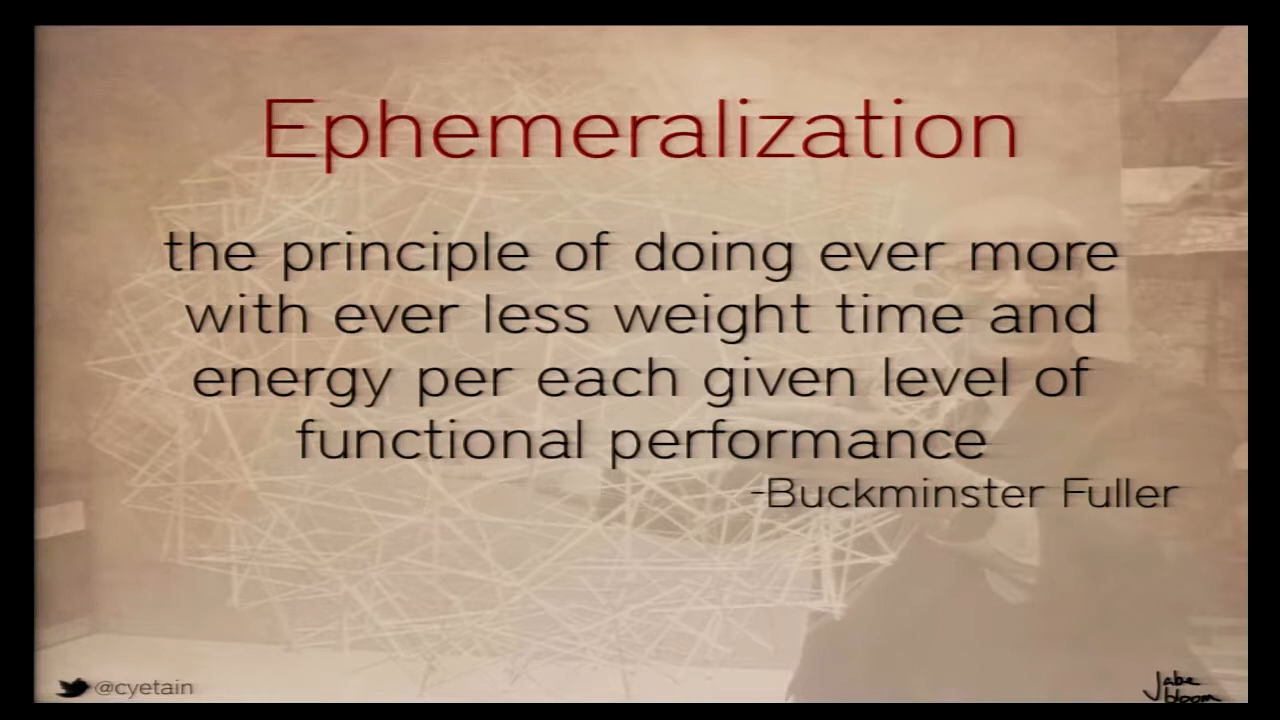 Ephemeralization
the principle of doing ever more
with ever less weight time and
energy per each given level of
functional performance
-Buckminster Fuller
@cyetain
Jabe
bloom